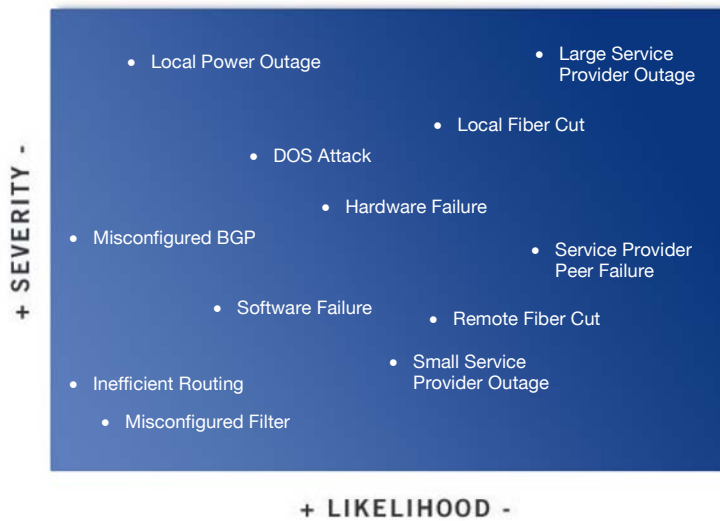 • Local Power Outage
• Large Service
Provider Outage
• Local Fiber Cut
• DOS Attack
• Hardware Failure
• Misconfigured BGP
• Service Provider
Peer Failure
• Software Failure
• Remote Fiber Cut
• Small Service
Provider Outage
• Inefficient Routing
• Misconfigured Filter
+ SEVERITY -
+ LIKELIHOOD -